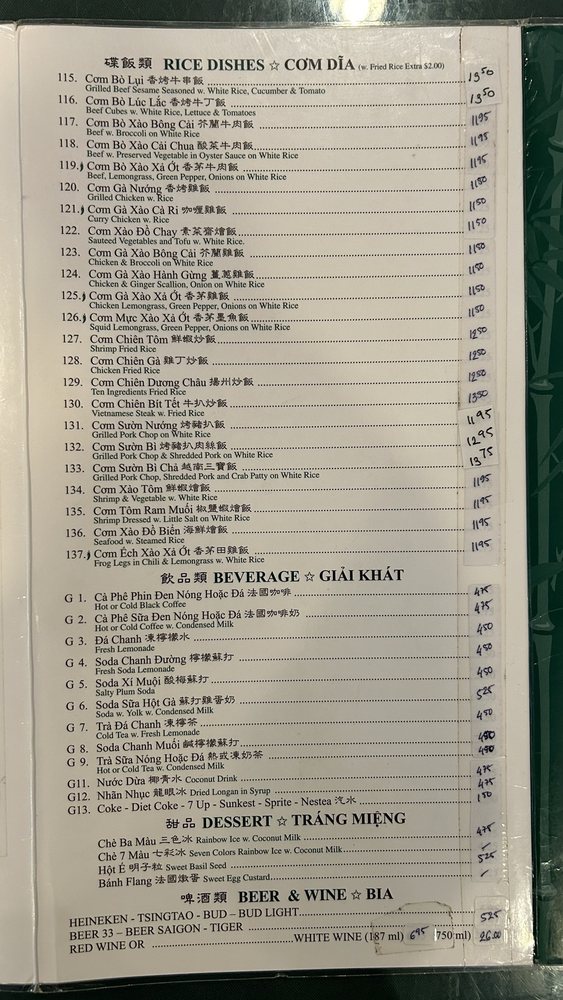 碟飯類 RICE DISHES ☆ CƠM DĨA (w. Fried Rice Extra $2.00)
115. Cơm Bò Lụi 香烤牛串飯 1350
Grilled Beef Sesame Seasoned w. White Rice, Cucumber & Tomato
116. Cơm Bò Lúc Lắc 香烤牛丁飯 1350
Beef Cubes w. White Rice, Lettuce & Tomatoes
117. Cơm Bò Xào Bông Cải 芥蘭牛肉飯 1195
Beef w. Broccoli on White Rice
118. Cơm Bò Xào Cải Chua 酸菜牛肉飯 1195
Beef w. Preserved Vegetable in Oyster Sauce on White Rice
119. Cơm Bò Xào Xả Ớt 香茅牛肉飯 1195
Beef, Lemongrass, Green Pepper, Onions on White Rice
120. Cơm Gà Nướng 香烤雞飯 1150
Grilled Chicken w. Rice
121. Cơm Gà Xào Cà Ri 咖喱雞飯 1150
Curry Chicken w. Rice
122. Cơm Xào Đồ Chay 素菜齋燴飯 1150
Sauteed Vegetables and Tofu w. White Rice.
123. Cơm Gà Xào Bông Cải 芥蘭雞飯 1150
Chicken & Broccoli on White Rice
124. Cơm Gà Xào Hành Gừng 薑蔥雞飯 1150
Chicken & Ginger Scallion, Onion on White Rice
125. Cơm Gà Xào Xả Ớt 香茅雞飯 1150
Chicken Lemongrass, Green Pepper, Onions on White Rice
126. Cơm Mực Xào Xả Ớt 香茅墨魚飯 1150
Squid Lemongrass, Green Pepper, Onions on White Rice
127. Cơm Chiên Tôm 鮮蝦炒飯 1250
Shrimp Fried Rice
128. Cơm Chiên Gà 雞丁炒飯 1250
Chicken Fried Rice
129. Cơm Chiên Dương Châu 揚州炒飯 1250
Ten Ingredients Fried Rice
130. Cơm Chiên Bít Tết 牛扒炒飯 1350
Vietnamese Steak w. Fried Rice
131. Cơm Sườn Nướng 烤豬扒飯 1195
Grilled Pork Chop on White Rice
132. Cơm Sườn Bì 烤豬扒肉絲飯 1295
Grilled Pork Chop & Shredded Pork on White Rice
133. Cơm Sườn Bì Chả 越南三寶飯 1375
Grilled Pork Chop, Shredded Pork and Crab Patty on White Rice
134. Cơm Xào Tôm 鮮蝦燴飯 1195
Shrimp & Vegetable w. White Rice
135. Cơm Tôm Ram Muối 椒鹽蝦燴飯 1195
Shrimp Dressed w. Little Salt on White Rice
136. Cơm Xào Đồ Biển 海鮮燴飯 1195
Seafood w. Steamed Rice
137. Cơm Ếch Xào Xả Ớt 香茅田雞飯 1195
Frog Legs in Chili & Lemongrass w. White Rice
飲品類 BEVERAGE ☆ GIẢI KHÁT
G 1. Cà Phê Phin Đen Nóng Hoặc Đá 法國咖啡 475
Hot or Cold Black Coffee
G 2. Cà Phê Sữa Đen Nóng Hoặc Đá 法國咖啡奶 475
Hot or Cold Coffee w. Condensed Milk
G 3. Đá Chanh 凍檸檬水 450
Fresh Lemonade
G 4. Soda Chanh Đường 檸檬蘇打 450
Fresh Soda Lemonade
G 5. Soda Xí Muội 酸梅蘇打 450
Salty Plum Soda
G 6. Soda Sữa Hột Gà 蘇打雞蛋奶 525
Soda w. Yolk w. Condensed Milk
G 7. Trà Đá Chanh 凍檸茶 450
Cold Tea w. Fresh Lemonade
G 8. Soda Chanh Muối 鹹檸檬蘇打 450
G 9. Trà Sữa Nóng Hoặc Đá 熱或凍奶茶 450
Hot or Cold Tea w. Condensed Milk
G11. Nước Dừa 椰青水 Coconut Drink 475
G12. Nhãn Nhục 龍眼冰 Dried Longan in Syrup 475
G13. Coke - Diet Coke - 7 Up - Sunkest - Sprite - Nestea 汽水 150
甜品 DESSERT ☆ TRÁNG MIỆNG
Chè Ba Màu 三色冰 Rainbow Ice w. Coconut Milk 475
Chè 7 Màu 七彩冰 Seven Colors Rainbow Ice w. Coconut Milk ✓
Hột É 明子粒 Sweet Basil Seed 525
Bánh Flang 法國燉蛋 Sweet Egg Custard ✓
啤酒類 BEER & WINE ☆ BIA
HEINEKEN - TSINGTAO - BUD – BUD LIGHT 525
BEER 33 – BEER SAIGON - TIGER
RED WINE OR WHITE WINE (187 ml) 695 750 ml) 26.00